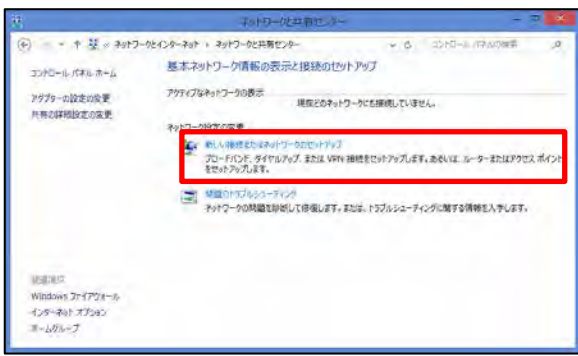 ネットワークと共有センター
ネットワークとインターネット › ネットワークと共有センター
コントロール パネルの検索
コントロール パネル ホーム
アダプターの設定の変更
共有の詳細設定の変更
基本ネットワーク情報の表示と接続のセットアップ
アクティブなネットワークの表示
現在どのネットワークにも接続していません。
ネットワーク設定の変更
新しい接続またはネットワークのセットアップ
ブロードバンド、ダイヤルアップ、または VPN 接続をセットアップします。あるいは、ルーターまたはアクセス ポイント
をセットアップします。
問題のトラブルシューティング
ネットワークの問題を診断して修復します。または、トラブルシューティングに関する情報を入手します。
関連項目
Windows ファイアウォール
インターネット オプション
ホームグループ